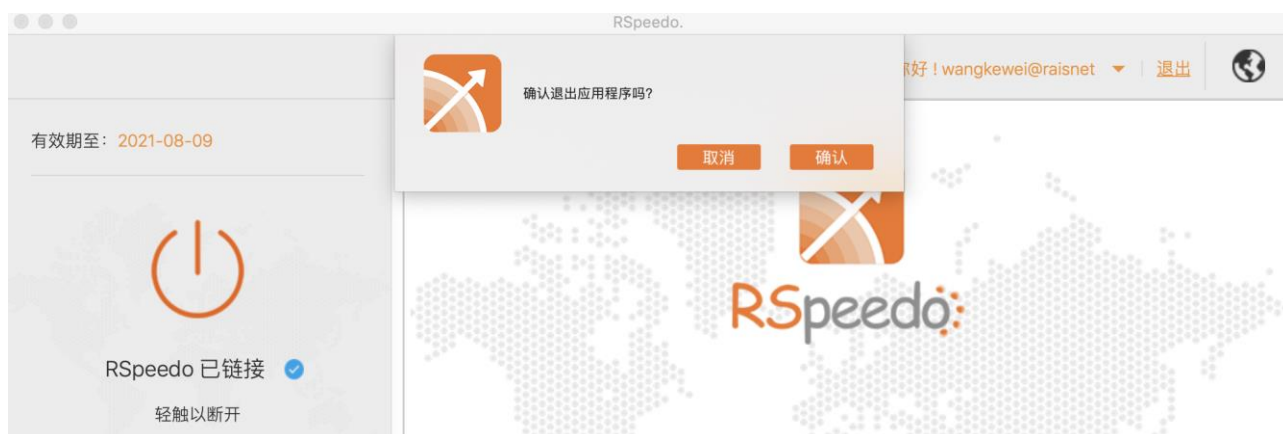 RSpeedo.
确认退出应用程序吗?
好！wangkewei@raisnet
退出
取消
确认
有效期至：2021-08-09
RSpeedo
RSpeedo 已链接
轻触以断开